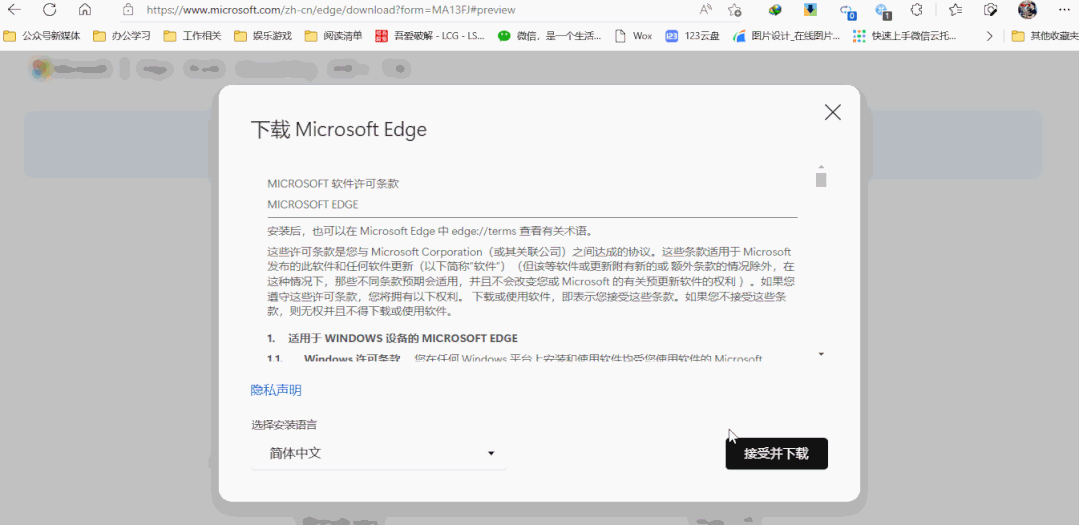 https://www.microsoft.com/zh-cn/edge/download?form=MA13FJ#preview
公众号新媒体 办公学习 工作相关 娱乐游戏 阅读清单 吾爱破解 - LCG - LS... 微信，是一个生活... Wox 123云盘 图片设计_在线图片... 快速上手微信云托... 其他收藏夹
下载 Microsoft Edge
MICROSOFT 软件许可条款
MICROSOFT EDGE
安装后，也可以在 Microsoft Edge 中 edge://terms 查看有关术语。
这些许可条款是您与 Microsoft Corporation（或其关联公司）之间达成的协议。这些条款适用于 Microsoft
发布的此软件和任何软件更新（以下简称“软件”）（但该等软件或更新附有新的或 额外条款的情况除外，在
这种情况下，那些不同条款预期会适用，并且不会改变您或 Microsoft 的有关预更新软件的权利 ）。如果您
遵守这些许可条款，您将拥有以下权利。 下载或使用软件，即表示您接受这些条款。如果您不接受这些条
款，则无权并且不得下载或使用软件。
1. 适用于 WINDOWS 设备的 MICROSOFT EDGE
1.1. Windows 许可条款 您在任何 Windows 平台上安装和使用软件均受您使用软件的 Microsoft
隐私声明
选择安装语言
简体中文
接受并下载